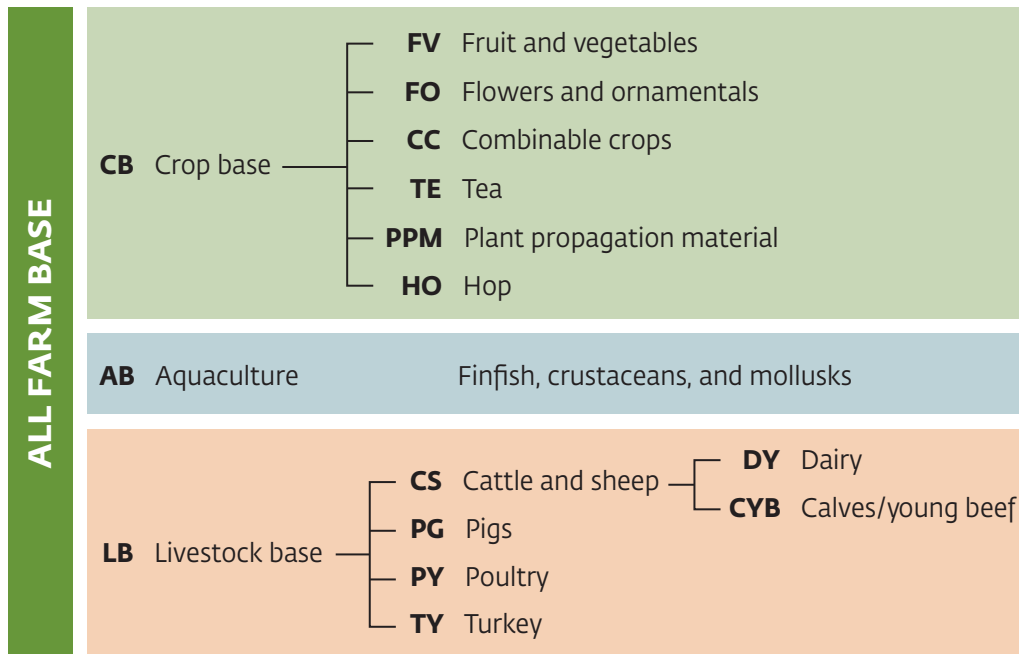 ALL FARM BASE
CB Crop base
FV Fruit and vegetables
FO Flowers and ornamentals
CC Combinable crops
TE Tea
PPM Plant propagation material
HO Hop
AB Aquaculture Finfish, crustaceans, and mollusks
LB Livestock base
CS Cattle and sheep
DY Dairy
CYB Calves/young beef
PG Pigs
PY Poultry
TY Turkey